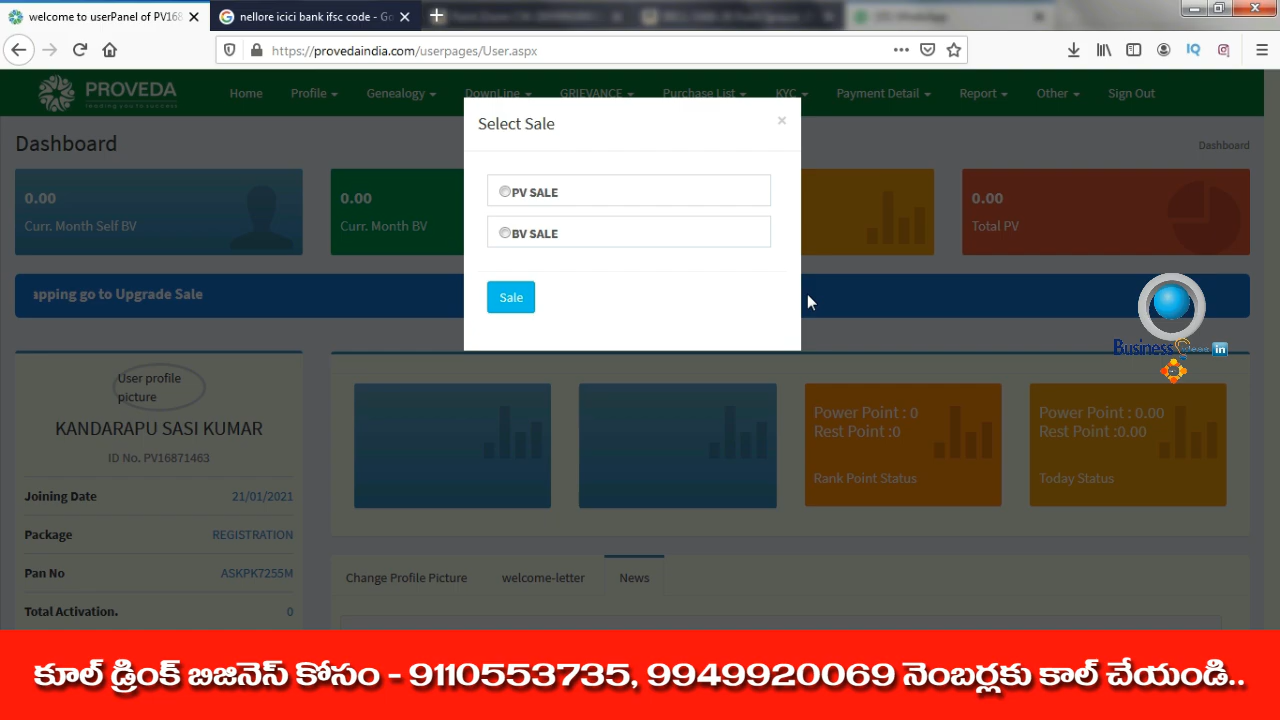 welcome to userPanel of PV168
nellore icici bank ifsc code - Go
https://provedaindia.com/userpages/User.aspx
PROVEDA
Home Profile Genealogy DownLine GRIEVANCE Purchase List KYC Payment Detail Report Other Sign Out
Select Sale ×
Dashboard
Dashboard
PV SALE
BV SALE
Sale
0.00
Curr. Month Self BV
0.00
Curr. Month BV
0.00
Total PV
apping go to Upgrade Sale
Business Ideas in
User profile
picture
KANDARAPU SASI KUMAR
ID No. PV16871463
Joining Date 21/01/2021
Package REGISTRATION
Pan No ASKPK7255M
Total Activation. 0
Power Point : 0
Rest Point :0
Rank Point Status
Power Point : 0.00
Rest Point :0.00
Today Status
Change Profile Picture welcome-letter News
కూల్ డ్రింక్ బిజినెస్ కోసం - 9110553735, 9949920069 నెంబర్లకు కాల్ చేయండి..